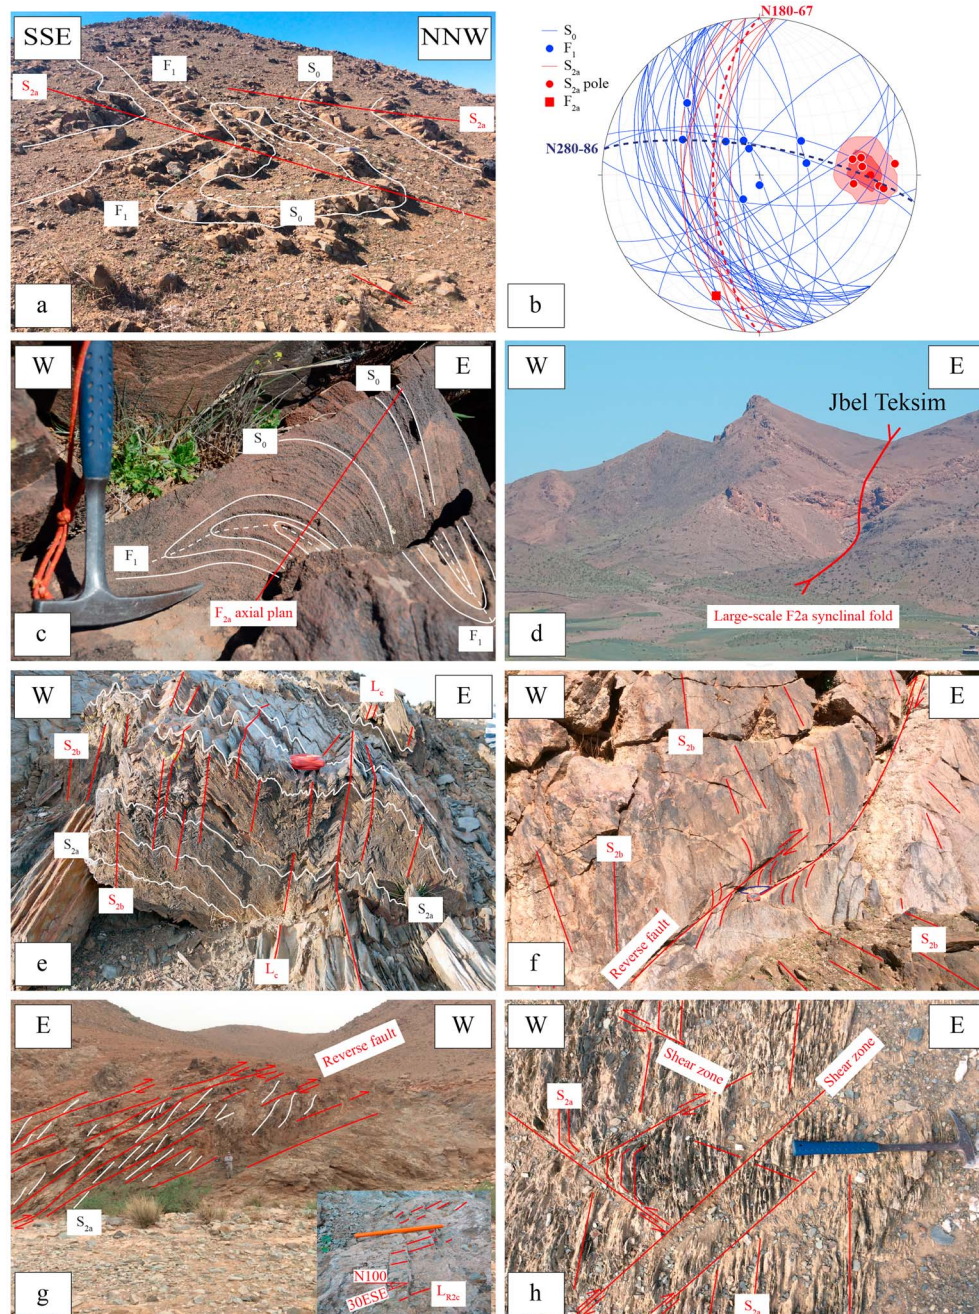 SSE
NNW
F1
S0
S2a
S2a
F1
S0
a
N180-67
S0
F1
S2a
S2a pole
F2a
N280-86
b
W
E
S0
S0
F1
F2a axial plan
F1
c
W
E
Jbel Teksim
Large-scale F2a synclinal fold
d
W
E
Lc
S2b
S2a
S2b
S2a
Lc
e
W
E
S2b
S2b
Reverse fault
S2b
f
E
W
Reverse fault
S2a
N100
30ESE
LR2c
g
W
E
Shear zone
Shear zone
S2a
S2a
h